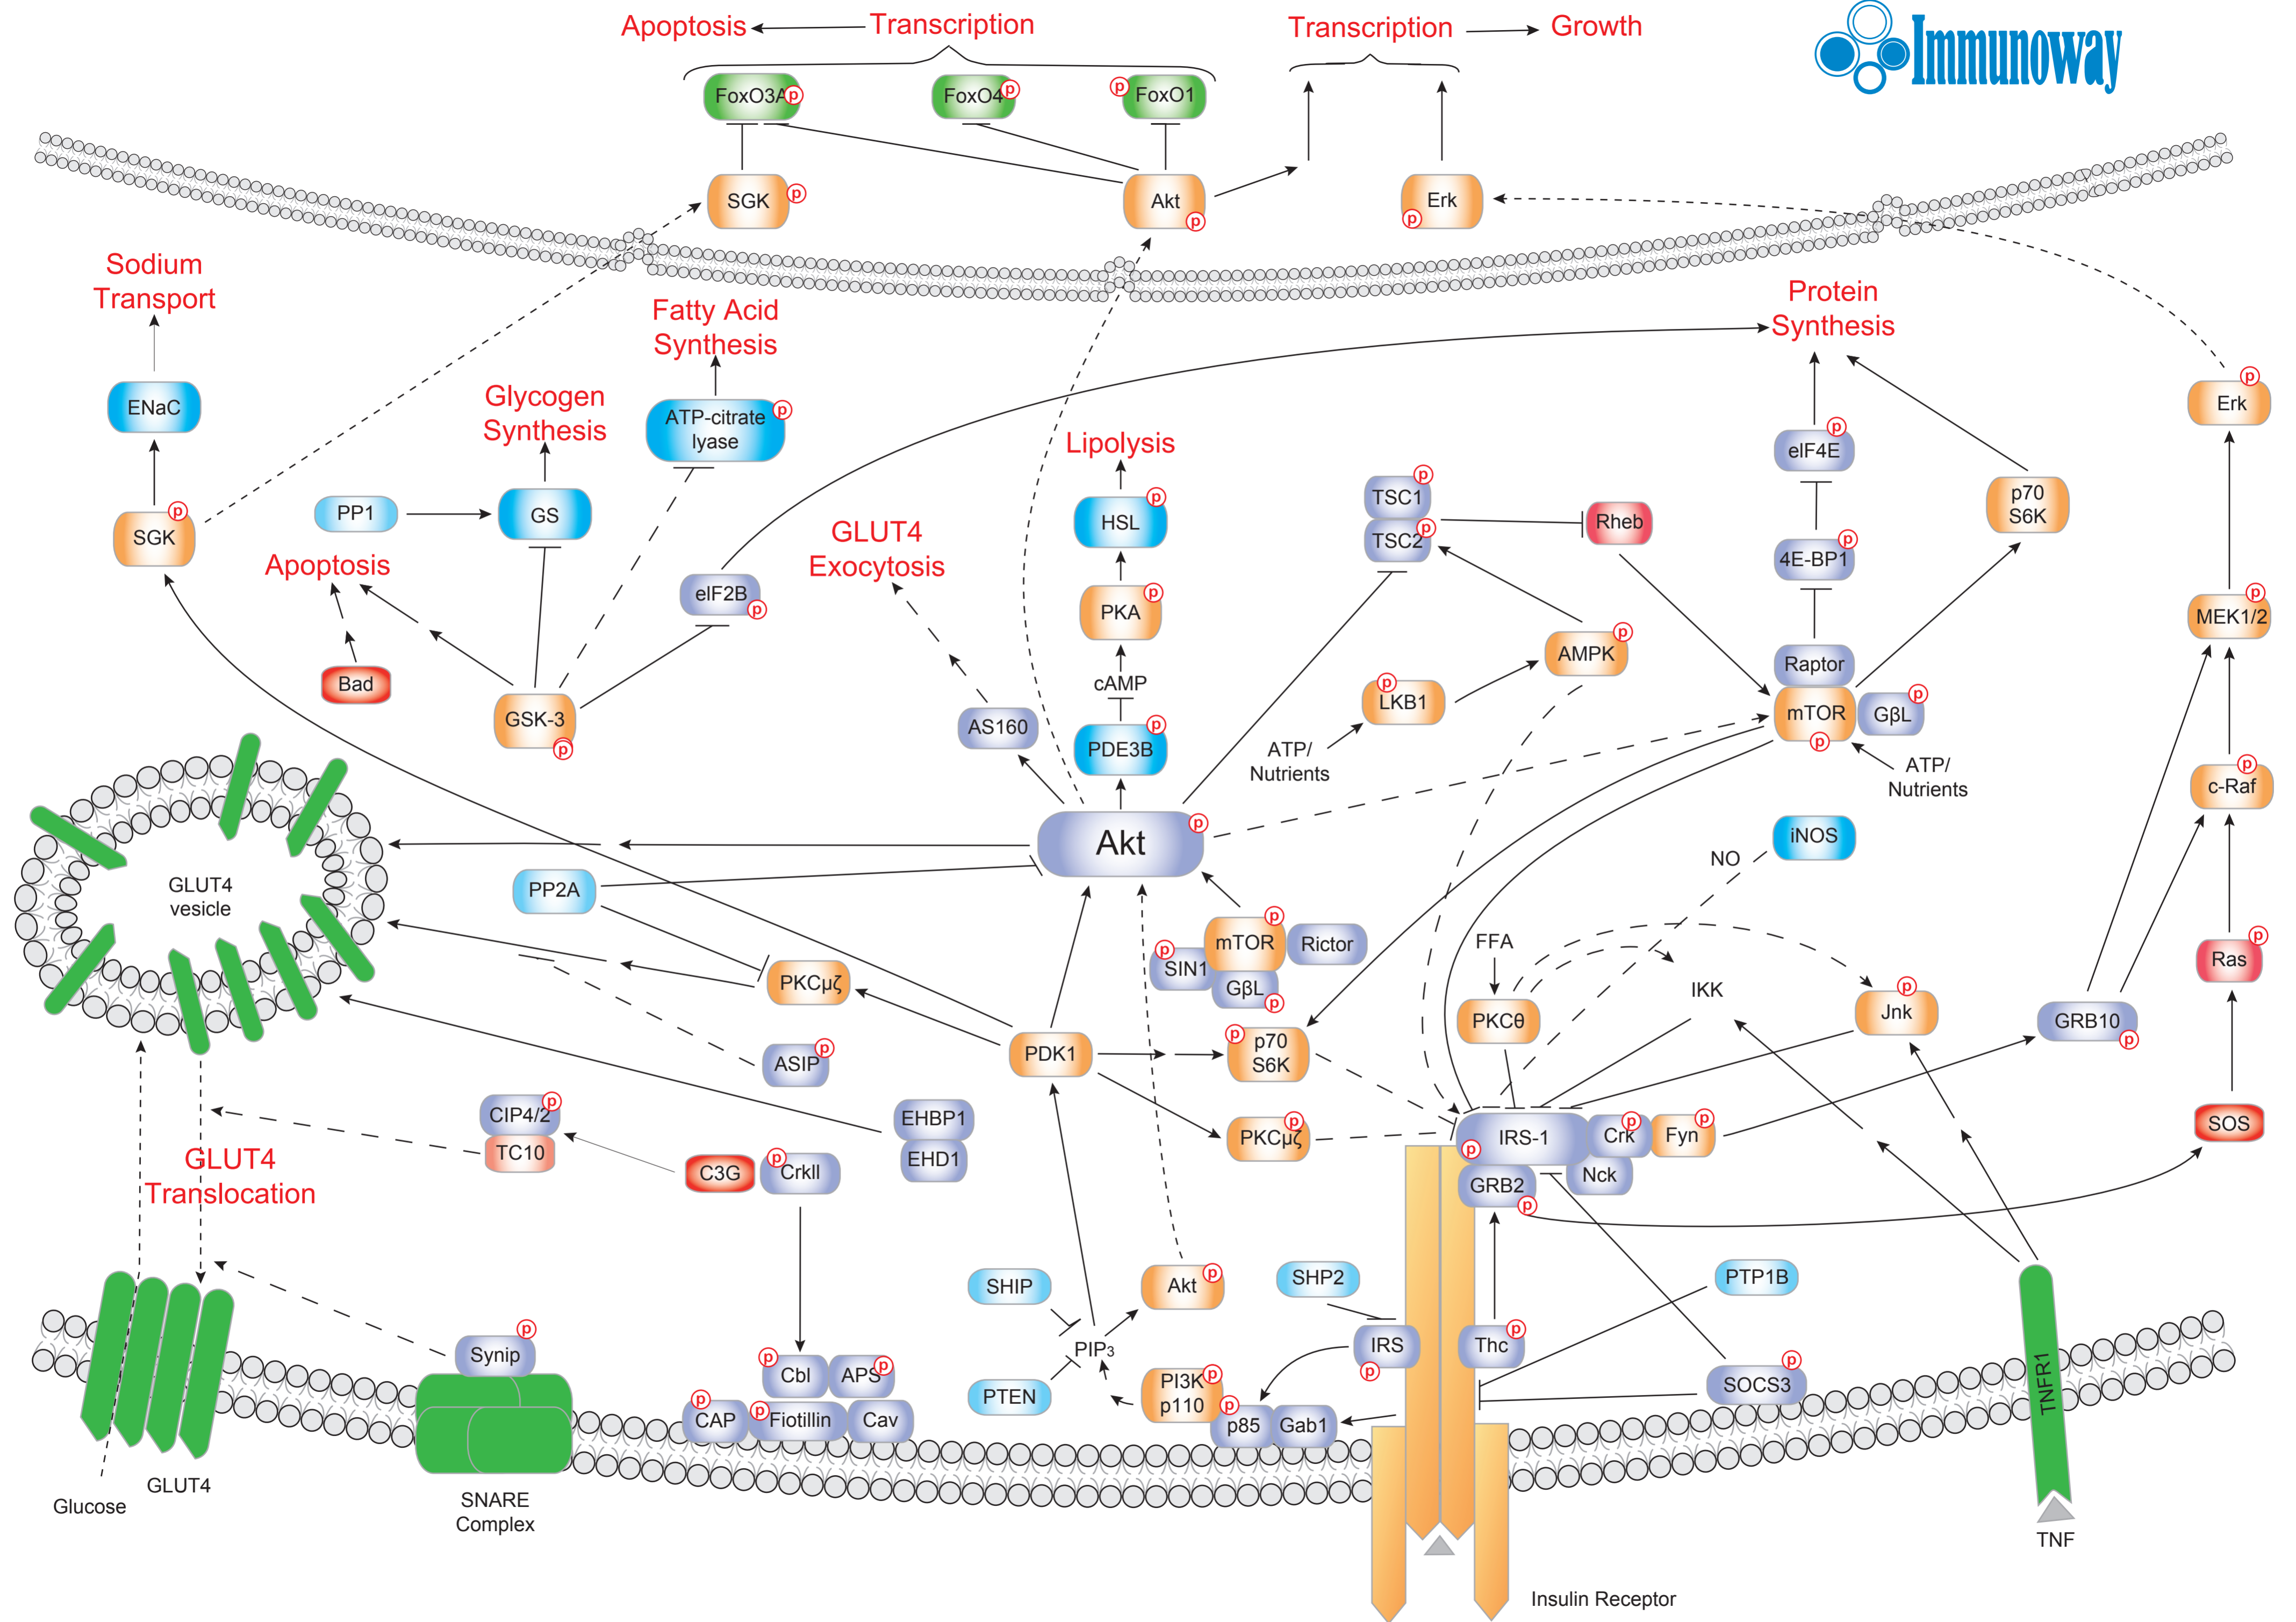 Apoptosis
Transcription
Transcription
Growth
Immunoway
FoxO3A
p
FoxO4
p
p
FoxO1
SGK
p
Akt
p
Erk
p
Sodium
Transport
Fatty Acid
Synthesis
Protein
Synthesis
ENaC
Glycogen
Synthesis
ATP-citrate
lyase
p
Erk
p
Lipolysis
elF4E
p
SGK
p
PP1
GS
GLUT4
Exocytosis
HSL
p
TSC1
p
TSC2
p
Rheb
p70
S6K
4E-BP1
p
Apoptosis
elF2B
p
PKA
p
MEK1/2
p
Bad
GSK-3
p
p
cAMP
AMPK
p
Raptor
AS160
PDE3B
p
LKB1
p
mTOR
p
GβL
p
ATP/
Nutrients
ATP/
Nutrients
c-Raf
p
Akt
p
iNOS
NO
GLUT4
vesicle
PP2A
mTOR
p
Rictor
SIN1
p
GβL
p
FFA
Ras
p
PKCμζ
IKK
PKCθ
Jnk
p
GRB10
p
PDK1
p70
S6K
p
ASIP
p
CIP4/2
p
TC10
EHBP1
EHD1
PKCμζ
p
IRS-1
p
Crk
p
Fyn
p
SOS
GLUT4
Translocation
C3G
CrkII
p
Nck
GRB2
p
SHIP
Akt
p
SHP2
PTP1B
PIP3
Synip
p
Cbl
p
APS
p
IRS
p
Thc
p
PTEN
PI3K
p110
p
SOCS3
p
TNFR1
CAP
p
Fiotillin
p
Cav
p85
p
Gab1
GLUT4
Glucose
SNARE
Complex
TNF
Insulin Receptor